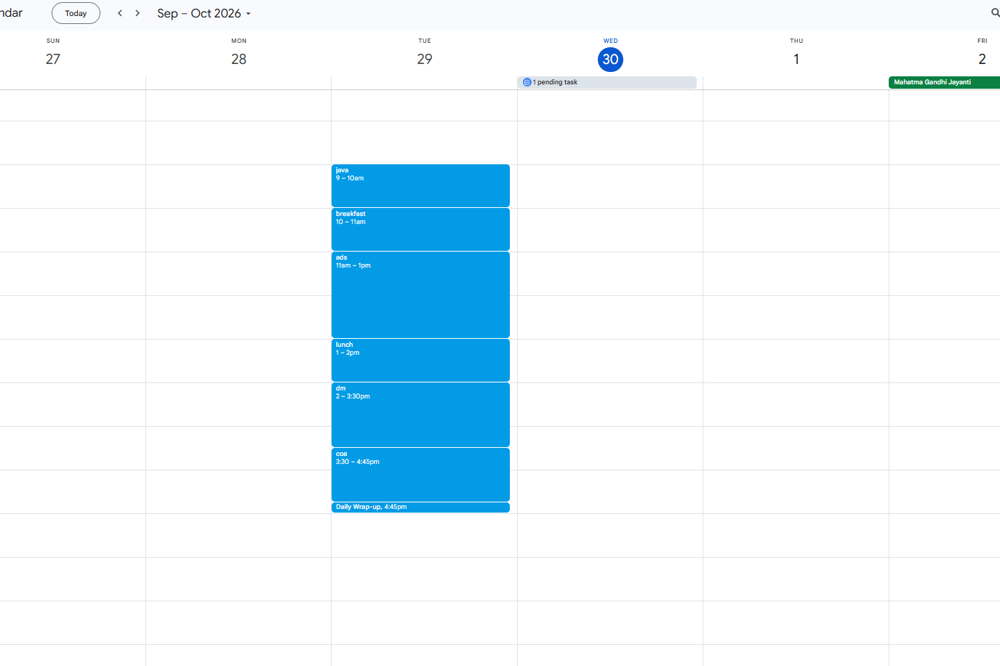 ndar
Today
Sep – Oct 2026
SUN
27
MON
28
TUE
29
WED
30
THU
1
FRI
2
1 pending task
Mahatma Gandhi Jayanti
java
9 – 10am
breakfast
10 – 11am
ads
11am – 1pm
lunch
1 – 2pm
dm
2 – 3:30pm
coa
3:30 – 4:45pm
Daily Wrap-up, 4:45pm